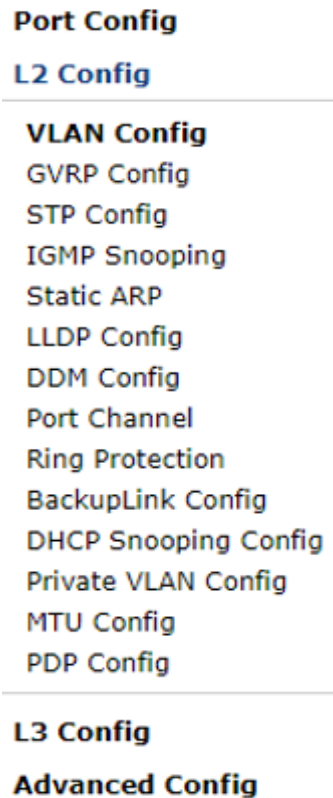 Port Config
L2 Config
VLAN Config
GVRP Config
STP Config
IGMP Snooping
Static ARP
LLDP Config
DDM Config
Port Channel
Ring Protection
BackupLink Config
DHCP Snooping Config
Private VLAN Config
MTU Config
PDP Config
L3 Config
Advanced Config